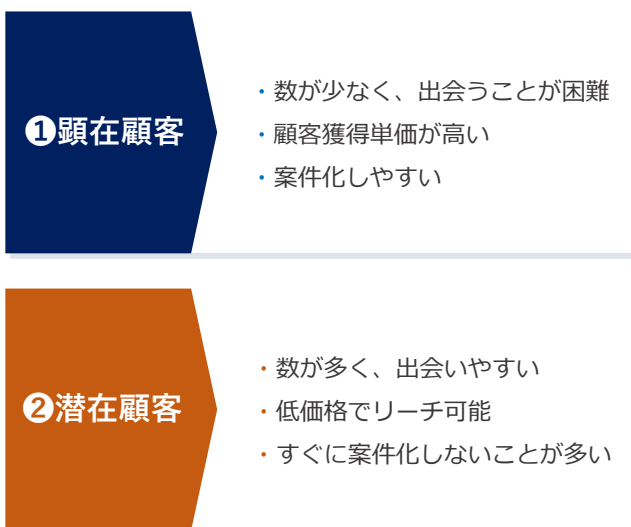 ❶顕在顧客
・数が少なく、出会うことが困難
・顧客獲得単価が高い
・案件化しやすい
❷潜在顧客
・数が多く、出会いやすい
・低価格でリーチ可能
・すぐに案件化しないことが多い